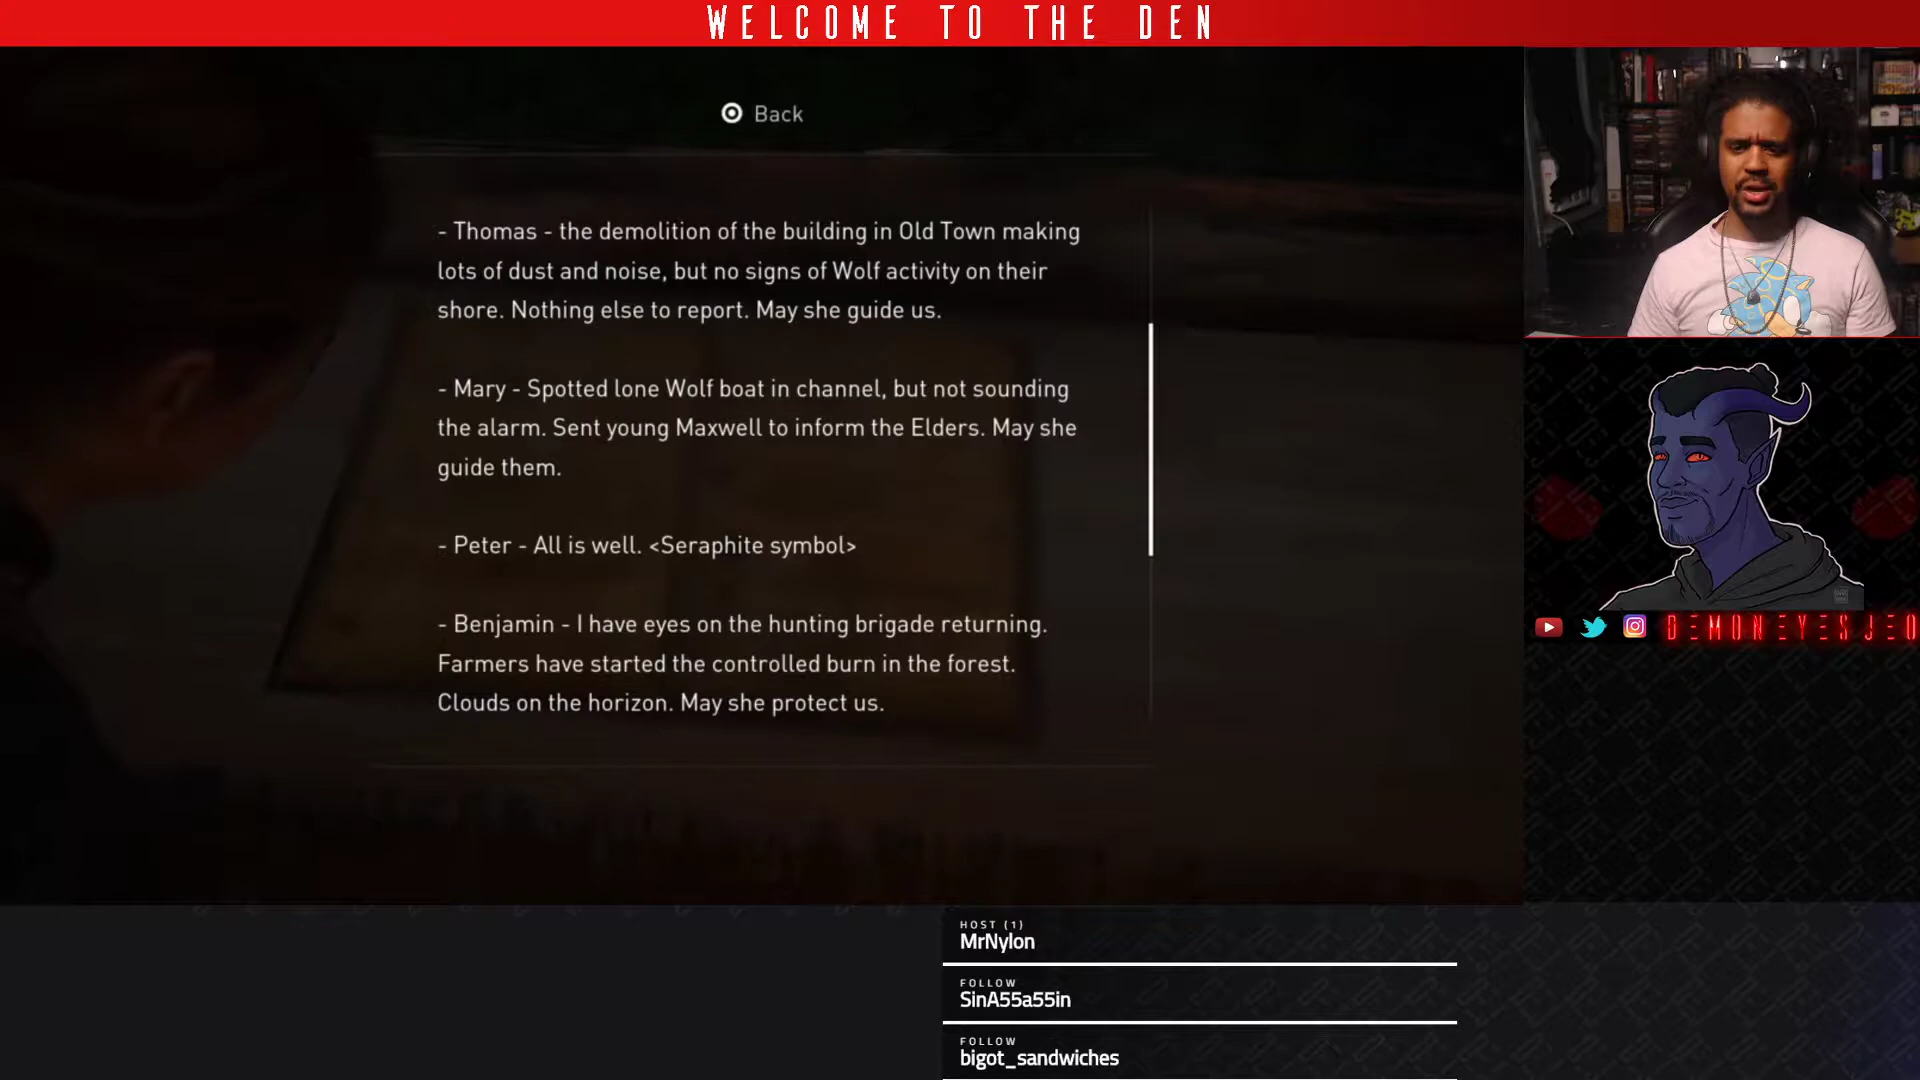 WELCOME TO THE DEN
Back
- Thomas - the demolition of the building in Old Town making
lots of dust and noise, but no signs of Wolf activity on their
shore. Nothing else to report. May she guide us.
- Mary - Spotted lone Wolf boat in channel, but not sounding
the alarm. Sent young Maxwell to inform the Elders. May she
guide them.
- Peter - All is well. <Seraphite symbol>
- Benjamin - I have eyes on the hunting brigade returning.
Farmers have started the controlled burn in the forest.
Clouds on the horizon. May she protect us.
DEMONEYESJEO
HOST (1)
MrNylon
FOLLOW
SinA55a55in
FOLLOW
bigot_sandwiches